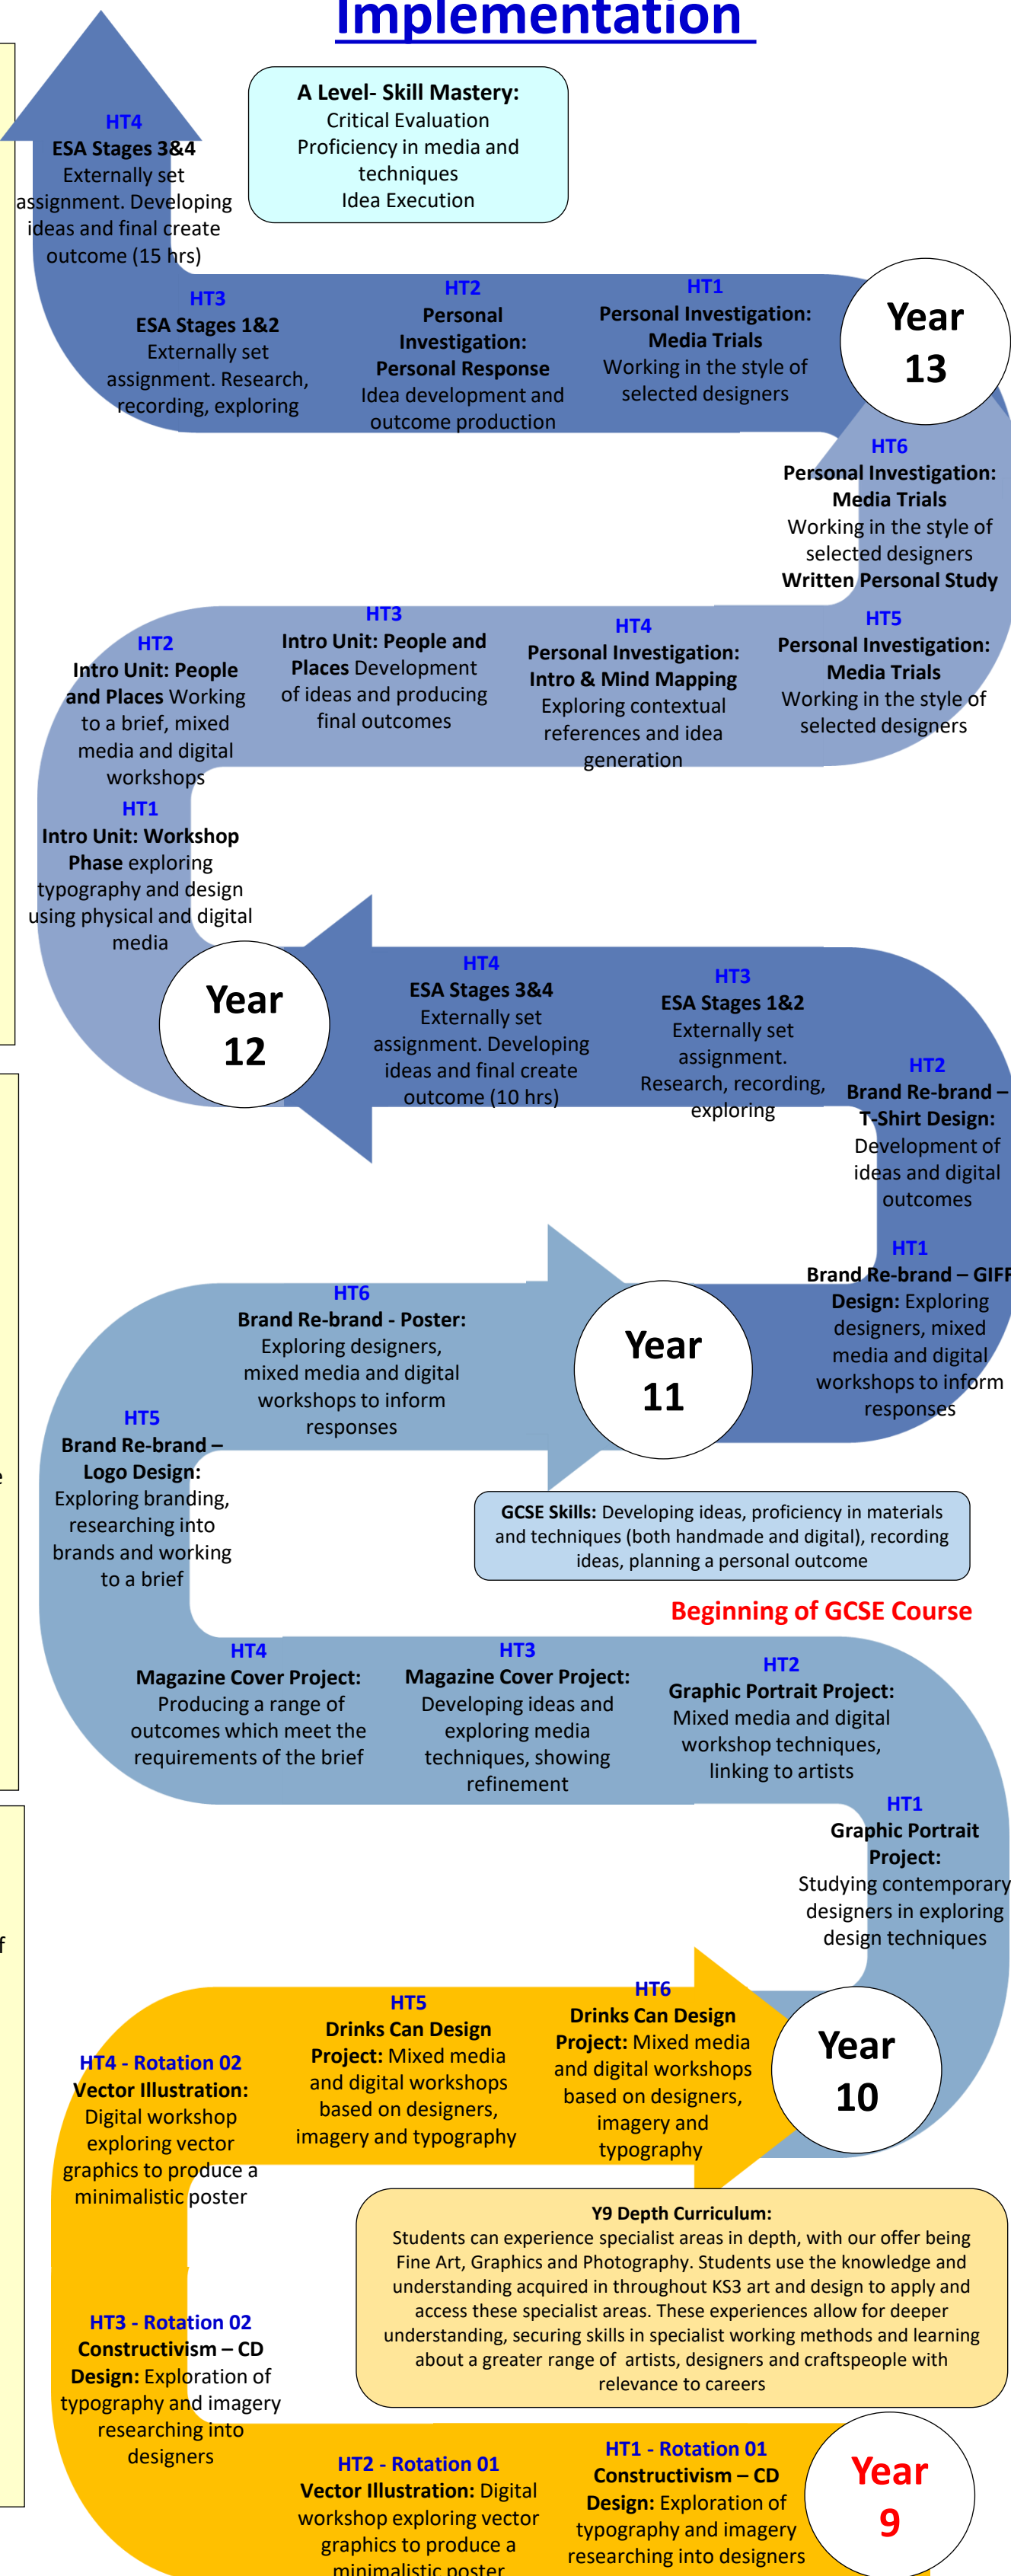 Implementation
A Level- Skill Mastery:
Critical Evaluation
Proficiency in media and
techniques
Idea Execution
HT4
ESA Stages 3&4
Externally set
assignment. Developing
ideas and final create
outcome (15 hrs)
HT3
ESA Stages 1&2
Externally set
assignment. Research,
recording, exploring
HT2
Personal
Investigation:
Personal Response
Idea development and
outcome production
HT1
Personal Investigation:
Media Trials
Working in the style of
selected designers
Year
13
HT6
Personal Investigation:
Media Trials
Working in the style of
selected designers
Written Personal Study
HT2
Intro Unit: People
and Places Working
to a brief, mixed
media and digital
workshops
HT3
Intro Unit: People and
Places Development
of ideas and producing
final outcomes
HT4
Personal Investigation:
Intro & Mind Mapping
Exploring contextual
references and idea
generation
HT5
Personal Investigation:
Media Trials
Working in the style of
selected designers
HT1
Intro Unit: Workshop
Phase exploring
typography and design
using physical and digital
media
Year
12
HT4
ESA Stages 3&4
Externally set
assignment. Developing
ideas and final create
outcome (10 hrs)
HT3
ESA Stages 1&2
Externally set
assignment.
Research, recording,
exploring
HT2
Brand Re-brand –
T-Shirt Design:
Development of
ideas and digital
outcomes
HT1
Brand Re-brand – GIFF
Design: Exploring
designers, mixed
media and digital
workshops to inform
responses
HT6
Brand Re-brand - Poster:
Exploring designers,
mixed media and digital
workshops to inform
responses
Year
11
HT5
Brand Re-brand –
Logo Design:
Exploring branding,
researching into
brands and working
to a brief
GCSE Skills: Developing ideas, proficiency in materials
and techniques (both handmade and digital), recording
ideas, planning a personal outcome
Beginning of GCSE Course
HT4
Magazine Cover Project:
Producing a range of
outcomes which meet the
requirements of the brief
HT3
Magazine Cover Project:
Developing ideas and
exploring media
techniques, showing
refinement
HT2
Graphic Portrait Project:
Mixed media and digital
workshop techniques,
linking to artists
HT1
Graphic Portrait
Project:
Studying contemporary
designers in exploring
design techniques
HT4 - Rotation 02
Vector Illustration:
Digital workshop
exploring vector
graphics to produce a
minimalistic poster
HT5
Drinks Can Design
Project: Mixed media
and digital workshops
based on designers,
imagery and typography
HT6
Drinks Can Design
Project: Mixed media
and digital workshops
based on designers,
imagery and
typography
Year
10
Y9 Depth Curriculum:
Students can experience specialist areas in depth, with our offer being
Fine Art, Graphics and Photography. Students use the knowledge and
understanding acquired in throughout KS3 art and design to apply and
access these specialist areas. These experiences allow for deeper
understanding, securing skills in specialist working methods and learning
about a greater range of artists, designers and craftspeople with
relevance to careers
HT3 - Rotation 02
Constructivism – CD
Design: Exploration of
typography and imagery
researching into
designers
HT2 - Rotation 01
Vector Illustration: Digital
workshop exploring vector
graphics to produce a
minimalistic poster
HT1 - Rotation 01
Constructivism – CD
Design: Exploration of
typography and imagery
researching into designers
Year
9